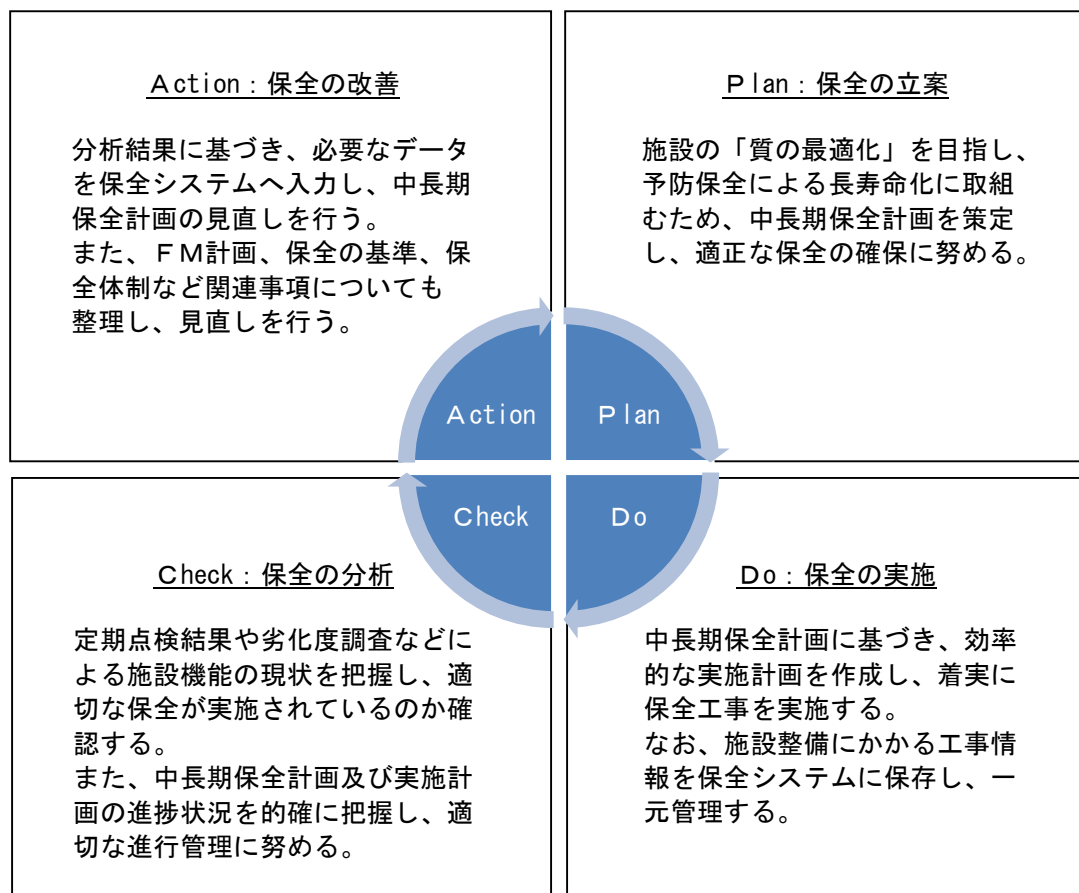 Action:保全の改善
分析結果に基づき、必要なデータ
を保全システムへ入力し、中長期
保全計画の見直しを行う。
また、FM計画、保全の基準、保
全体制など関連事項についても
整理し、見直しを行う。
Plan:保全の立案
施設の「質の最適化」を目指し、
予防保全による長寿命化に取組
むため、中長期保全計画を策定
し、適正な保全の確保に努める。
Action
Plan
Check
Do
Check:保全の分析
定期点検結果や劣化度調査などに
よる施設機能の現状を把握し、適
切な保全が実施されているのか確
認する。
また、中長期保全計画及び実施計
画の進捗状況を的確に把握し、適
切な進行管理に努める。
Do:保全の実施
中長期保全計画に基づき、効率
的な実施計画を作成し、着実に
保全工事を実施する。
なお、施設整備にかかる工事情
報を保全システムに保存し、一
元管理する。